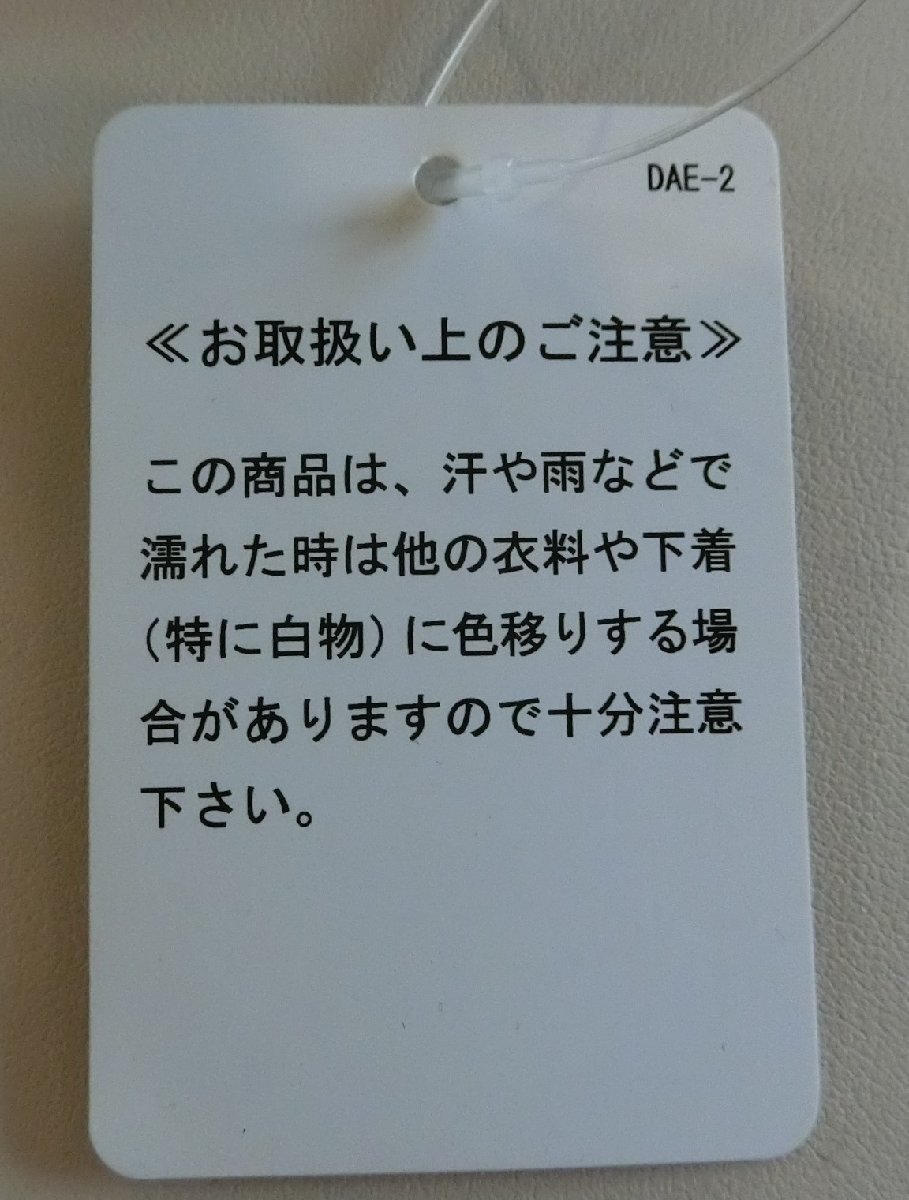 DAE-2
≪お取扱い上のご注意≫
この商品は、汗や雨などで
濡れた時は他の衣料や下着
(特に白物)に色移りする場
合がありますので十分注意
下さい。